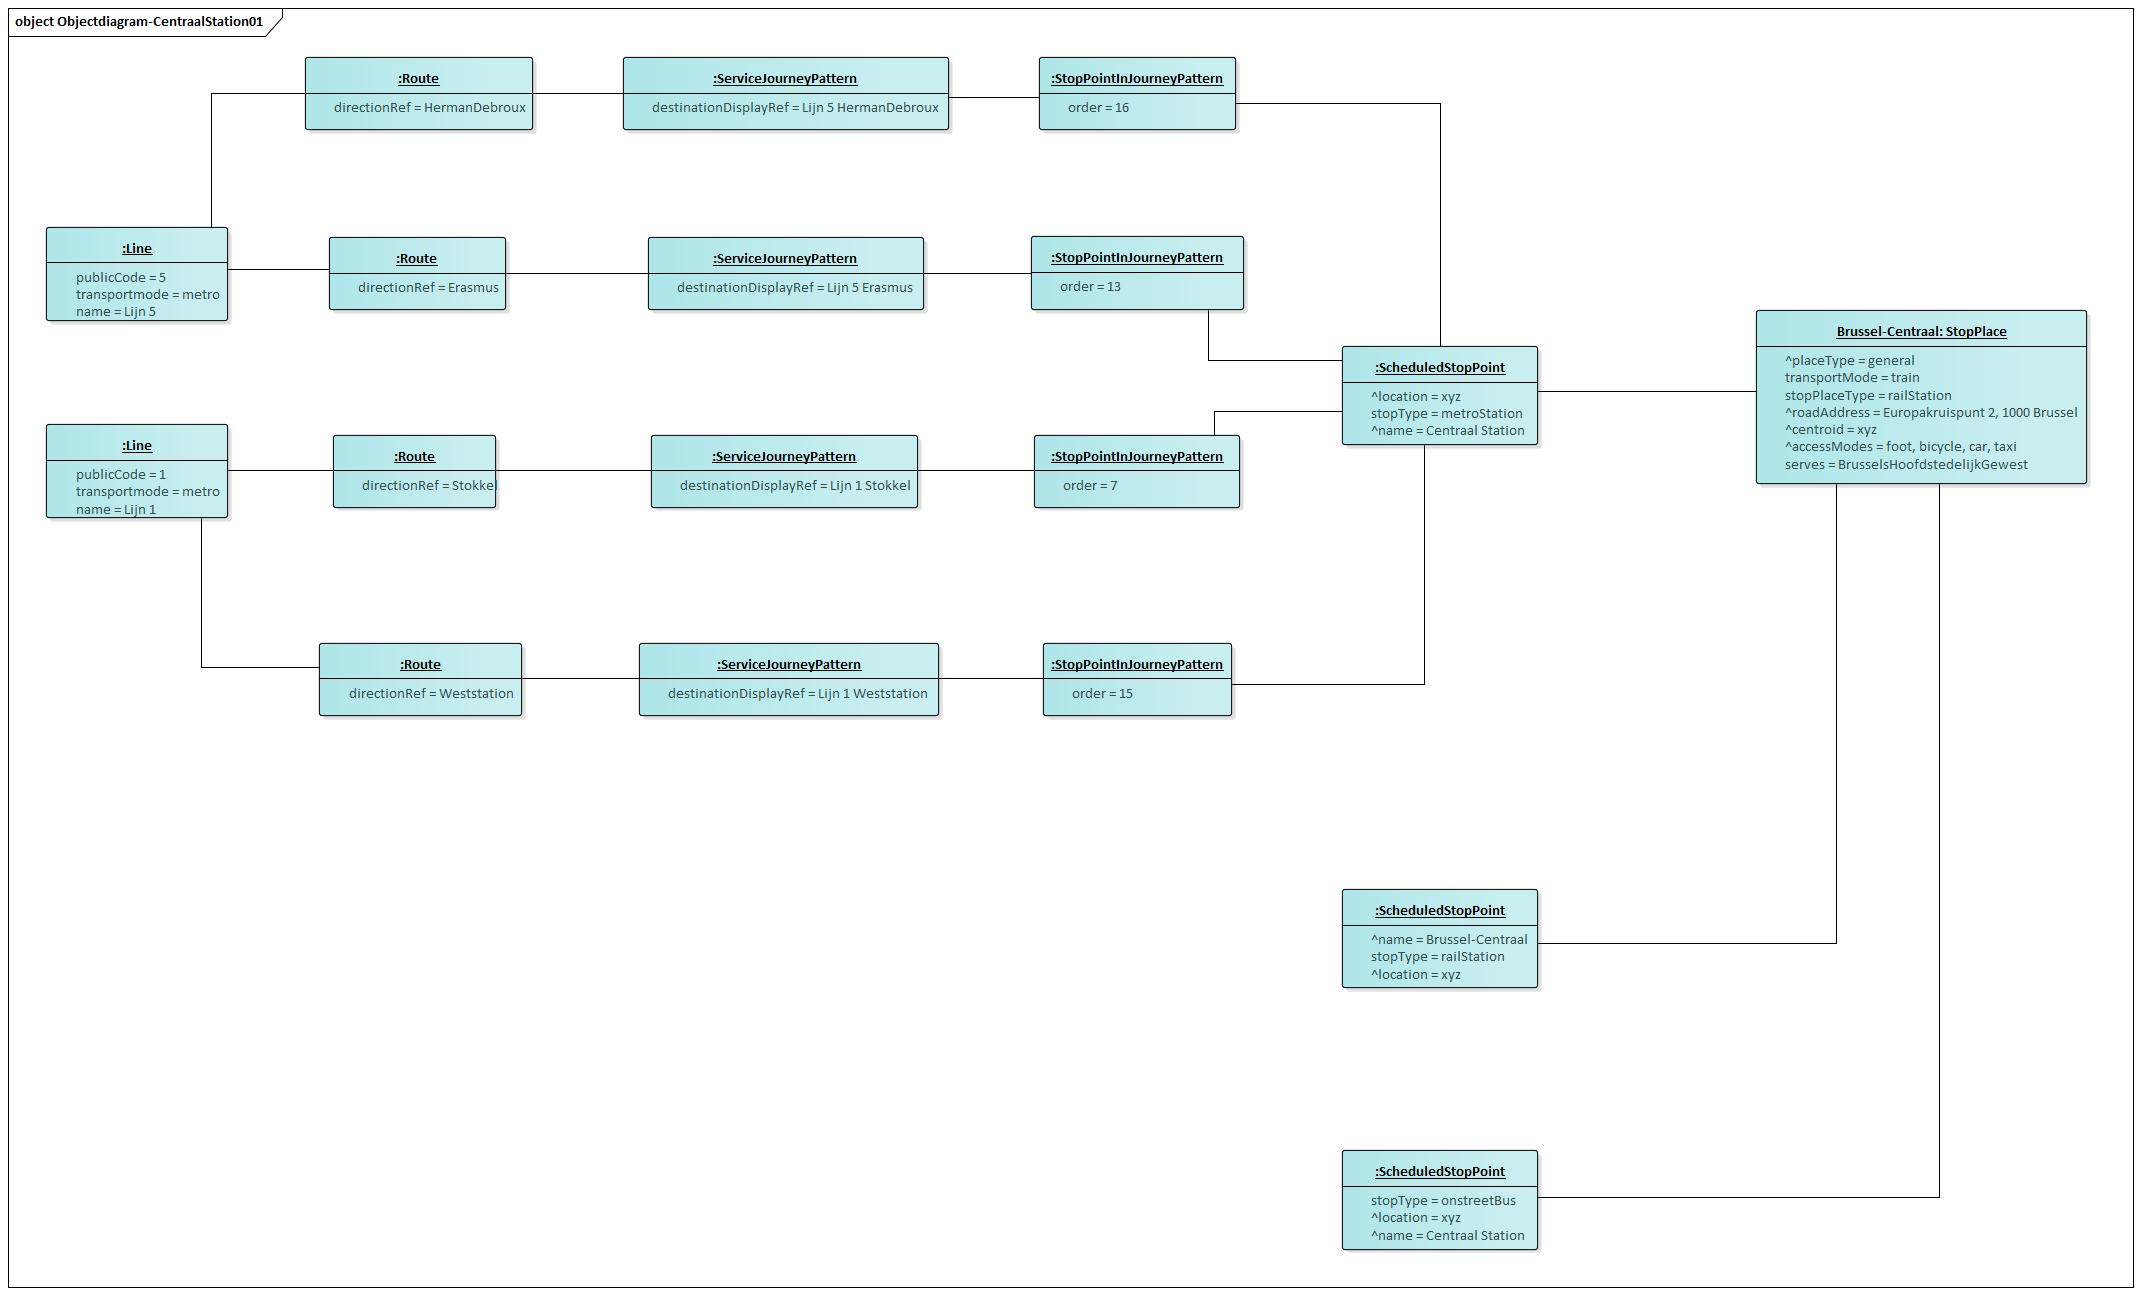 object Objectdiagram-CentraalStation01
:Route
directionRef = HermanDebroux
:ServiceJourneyPattern
destinationDisplayRef = Lijn 5 HermanDebroux
:StopPointInJourneyPattern
order = 16
:Line
publicCode = 5
transportmode = metro
name = Lijn 5
:Route
directionRef = Erasmus
:ServiceJourneyPattern
destinationDisplayRef = Lijn 5 Erasmus
:StopPointInJourneyPattern
order = 13
:ScheduledStopPoint
^location = xyz
stopType = metroStation
^name = Centraal Station
Brussel-Centraal: StopPlace
^placeType = general
transportMode = train
stopPlaceType = railStation
^roadAddress = Europakruispunt 2, 1000 Brussel
^centroid = xyz
^accessModes = foot, bicycle, car, taxi
serves = BrusselsHoofdstedelijkGewest
:Line
publicCode = 1
transportmode = metro
name = Lijn 1
:Route
directionRef = Stokkel
:ServiceJourneyPattern
destinationDisplayRef = Lijn 1 Stokkel
:StopPointInJourneyPattern
order = 7
:Route
directionRef = Weststation
:ServiceJourneyPattern
destinationDisplayRef = Lijn 1 Weststation
:StopPointInJourneyPattern
order = 15
:ScheduledStopPoint
^name = Brussel-Centraal
stopType = railStation
^location = xyz
:ScheduledStopPoint
stopType = onstreetBus
^location = xyz
^name = Centraal Station